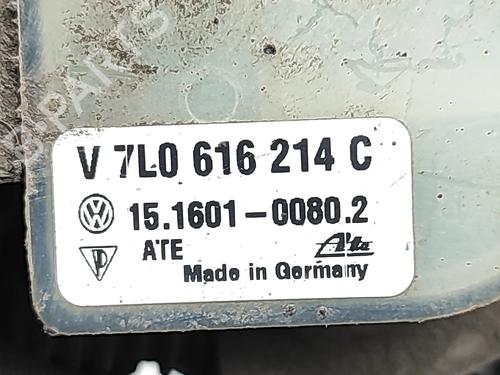 V 7L0 616 214 C
15.1601-0080.2
ATE Ate
Made in Germany